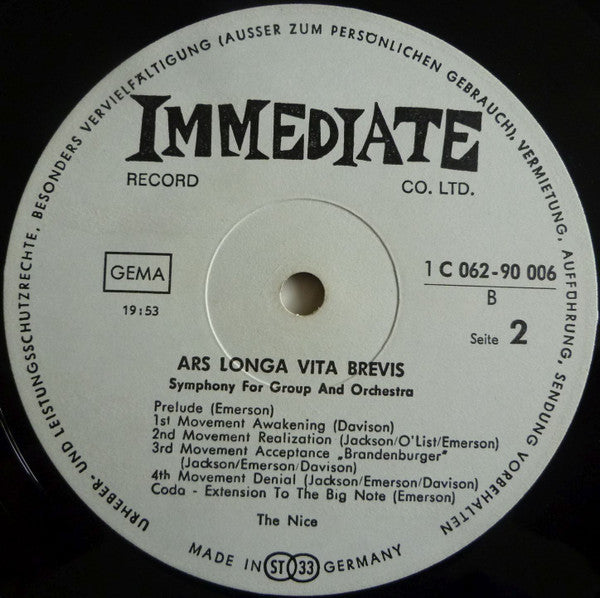 URHEBER- UND LEISTUNGSSCHUTZRECHTE, BESONDERS VERVIELFÄLTIGUNG (AUSSER ZUM PERSÖNLICHEN GEBRAUCH), VERMIETUNG, AUFFÜHRUNG, SENDUNG VORBEHALTEN
IMMEDIATE
RECORD CO. LTD.
GEMA
19:53
1 C 062-90 006
B
Seite 2
ARS LONGA VITA BREVIS
Symphony For Group And Orchestra
Prelude (Emerson)
1st Movement Awakening (Davison)
2nd Movement Realization (Jackson/O'List/Emerson)
3rd Movement Acceptance „Brandenburger"
(Jackson/Emerson/Davison)
4th Movement Denial (Jackson/Emerson/Davison)
Coda - Extension To The Big Note (Emerson)
The Nice
MADE IN ST 33 GERMANY